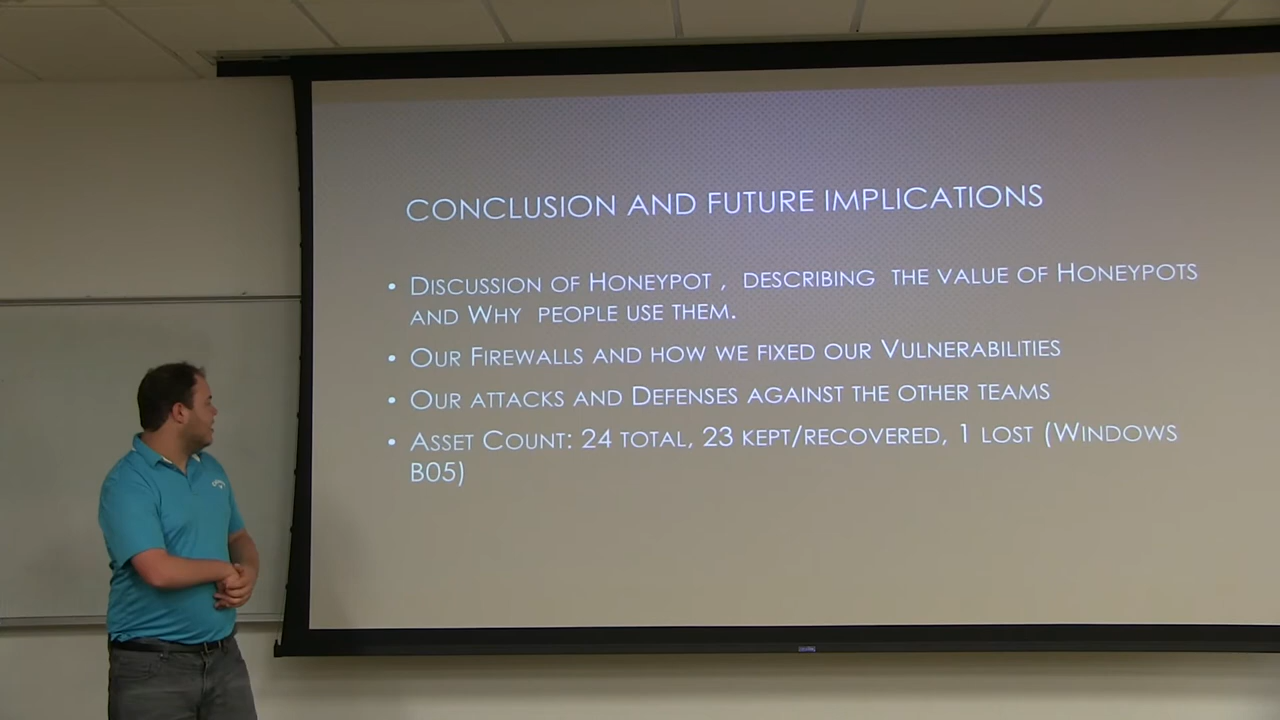 CONCLUSION AND FUTURE IMPLICATIONS
• DISCUSSION OF HONEYPOT , DESCRIBING THE VALUE OF HONEYPOTS
AND WHY PEOPLE USE THEM.
• OUR FIREWALLS AND HOW WE FIXED OUR VULNERABILITIES
• OUR ATTACKS AND DEFENSES AGAINST THE OTHER TEAMS
• ASSET COUNT: 24 TOTAL, 23 KEPT/RECOVERED, 1 LOST (WINDOWS
B05)